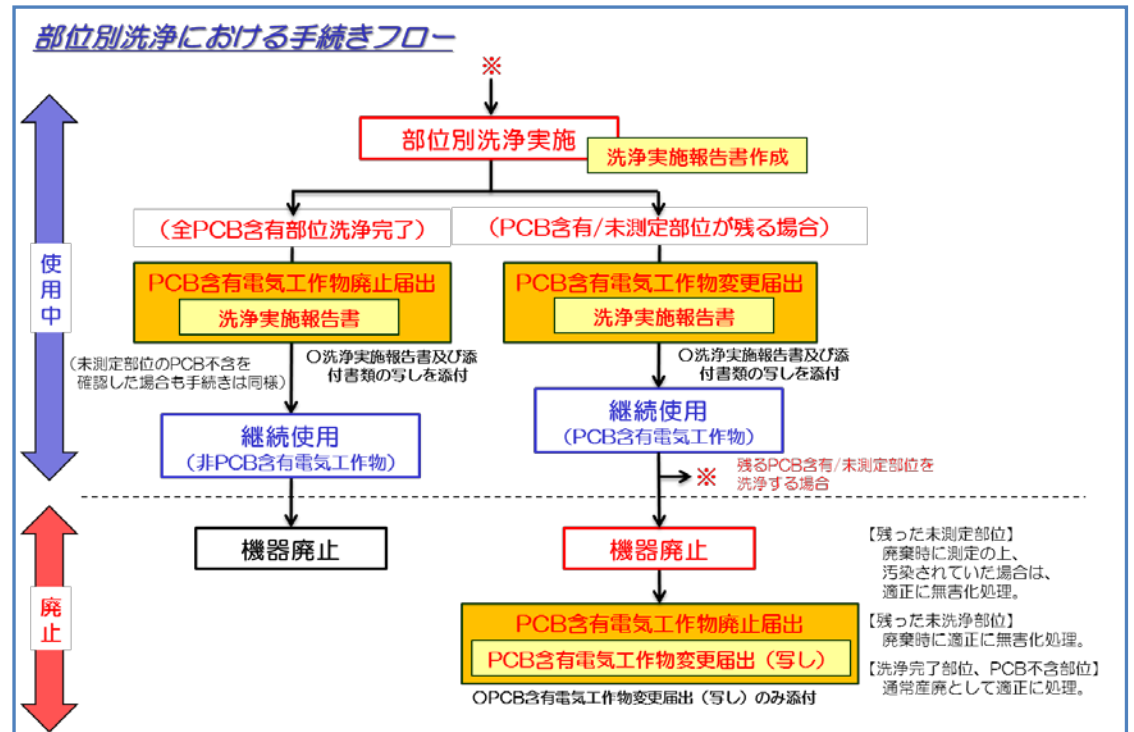 部位別洗浄における手続きフロー
※
部位別洗浄実施
洗浄実施報告書作成
(全PCB含有部位洗浄完了)
(PCB含有/未測定部位が残る場合)
使用中
PCB含有電気工作物廃止届出
洗浄実施報告書
PCB含有電気工作物変更届出
洗浄実施報告書
(未測定部位のPCB不含を
確認した場合も手続きは同様)
○洗浄実施報告書及び添
付書類の写しを添付
○洗浄実施報告書及び添
付書類の写しを添付
継続使用
(非PCB含有電気工作物)
継続使用
(PCB含有電気工作物)
※
残るPCB含有/未測定部位を
洗浄する場合
廃止
機器廃止
機器廃止
【残った未測定部位】
廃棄時に測定の上、
汚染されていた場合は、
適正に無害化処理。
PCB含有電気工作物廃止届出
PCB含有電気工作物変更届出(写し)
○PCB含有電気工作物変更届出(写し)のみ添付
【残った未洗浄部位】
廃棄時に適正に無害化処理。
【洗浄完了部位、PCB不含部位】
通常産廃として適正に処理。